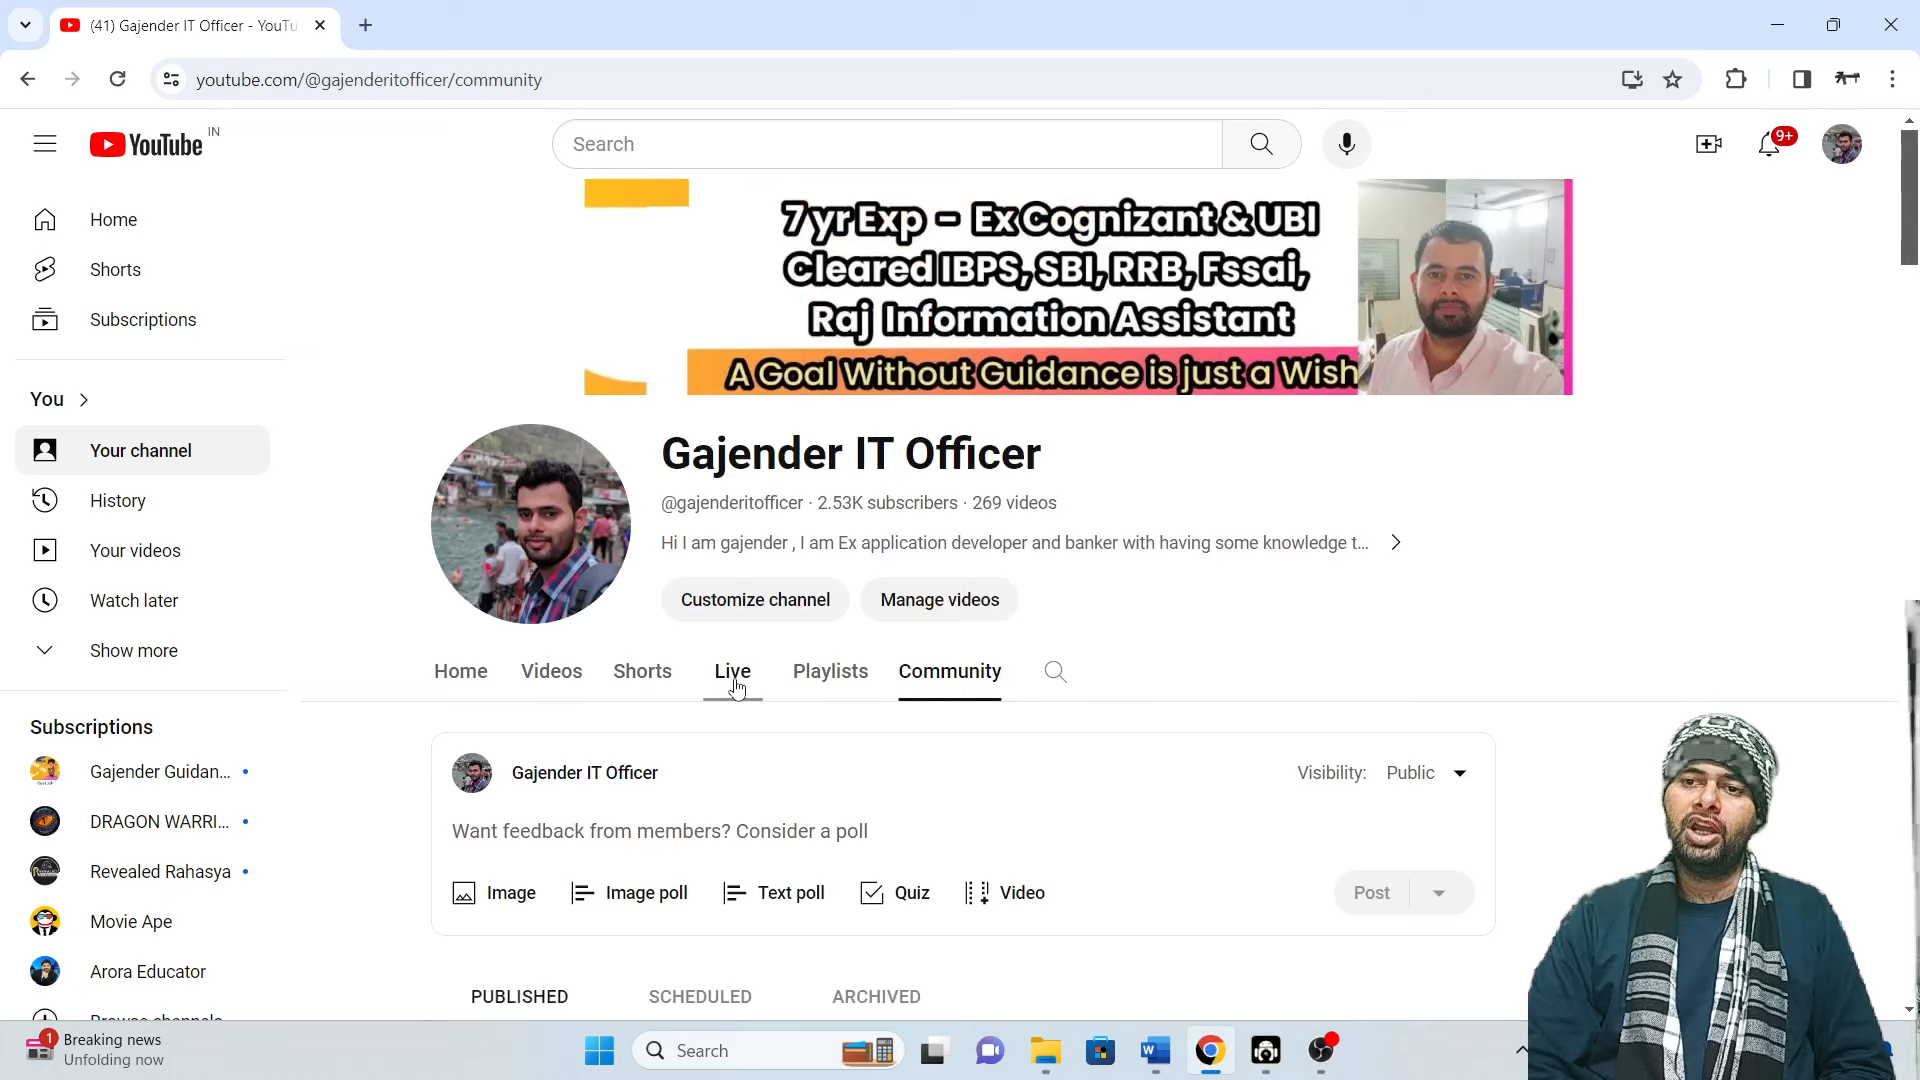 (41) Gajender IT Officer - YouTu
youtube.com/@gajenderitofficer/community
YouTube IN
Search
9+
Home
Shorts
Subscriptions
You
Your channel
History
Your videos
Watch later
Show more
Subscriptions
Gajender Guidan...
DRAGON WARRI...
Revealed Rahasya
Movie Ape
Arora Educator
Browse channels
7 yr Exp - Ex Cognizant & UBI
Cleared IBPS, SBI, RRB, Fssai,
Raj Information Assistant
A Goal Without Guidance is just a Wish
Gajender IT Officer
@gajenderitofficer · 2.53K subscribers · 269 videos
Hi I am gajender , I am Ex application developer and banker with having some knowledge t...
Customize channel Manage videos
Home Videos Shorts Live Playlists Community
Gajender IT Officer
Visibility: Public
Want feedback from members? Consider a poll
Image Image poll Text poll Quiz Video
Post
PUBLISHED SCHEDULED ARCHIVED
1
Breaking news
Unfolding now
Search